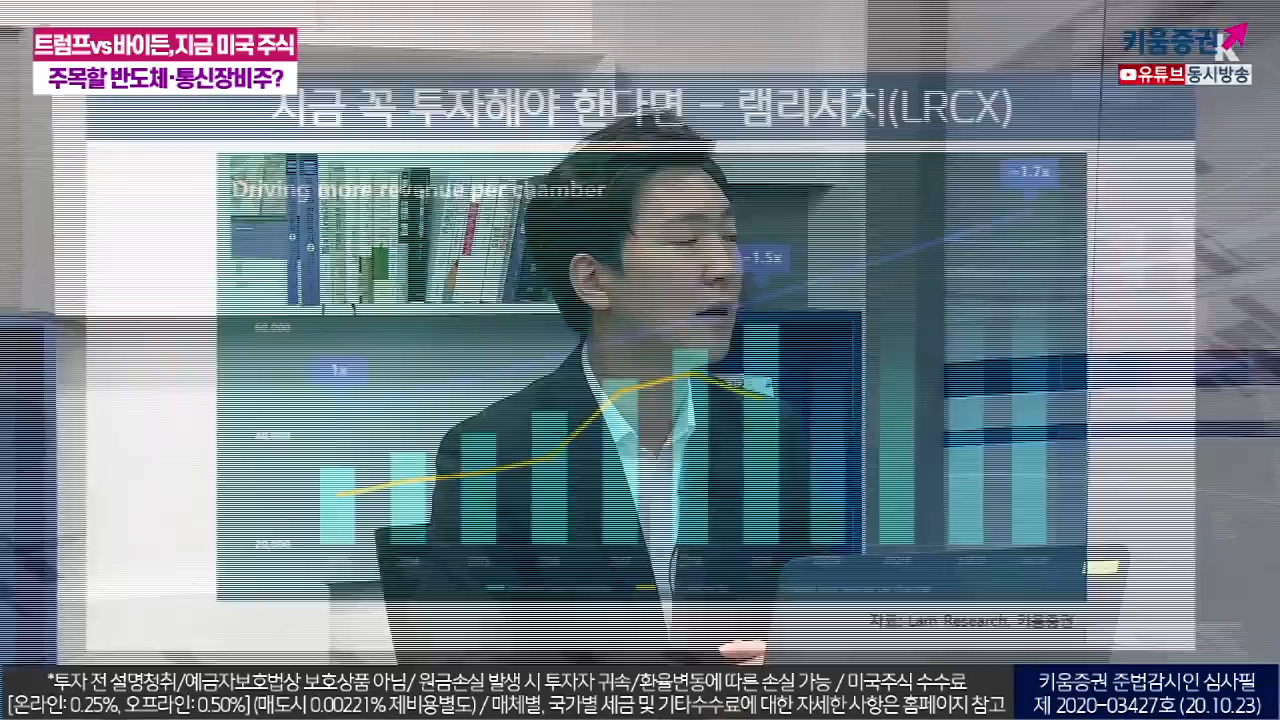 트럼프vs바이든,지금 미국 주식
주목할 반도체·통신장비주?
키움증권
유튜브동시방송
지금 꼭 투자해야 한다면 – 램리서치(LRCX)
Driving more revenue per chamber
~1.7x
~1.5x
60,000
1x
40,000
20,000
자료: Lam Research, 키움증권
*투자 전 설명청취/예금자보호법상 보호상품 아님/ 원금손실 발생 시 투자자 귀속/환율변동에 따른 손실 가능 / 미국주식 수수료
[온라인: 0.25%, 오프라인: 0.50%] (매도시 0.00221% 제비용별도) / 매체별, 국가별 세금 및 기타수수료에 대한 자세한 사항은 홈페이지 참고
키움증권 준법감시인 심사필
제 2020-03427호 (20.10.23)